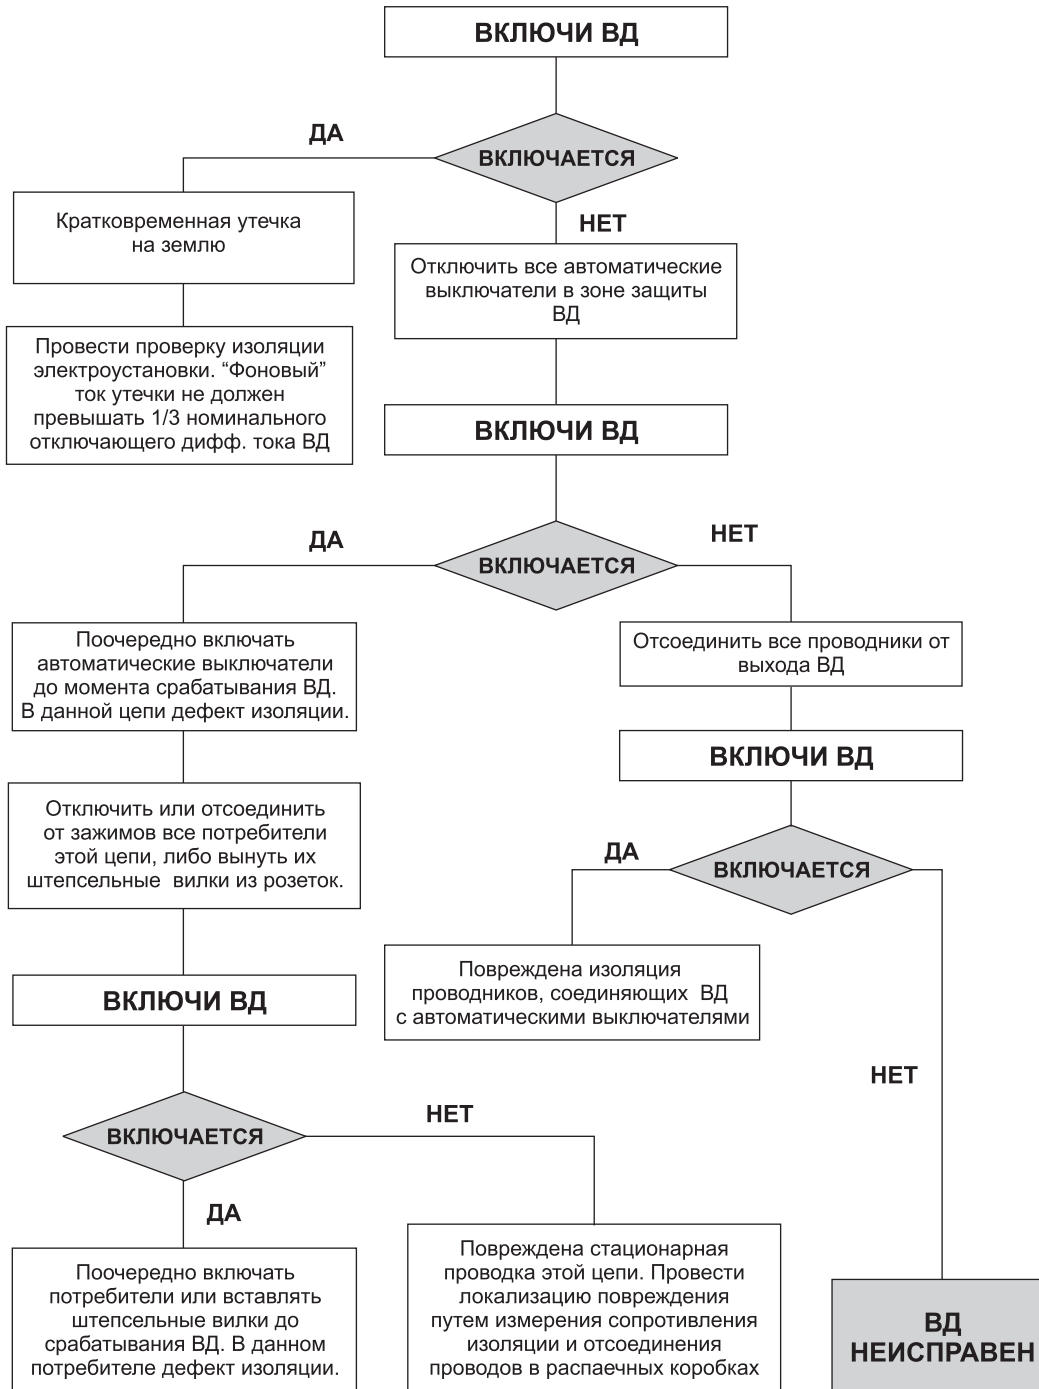 ВКЛЮЧИ ВД
ДА
ВКЛЮЧАЕТСЯ
Кратковременная утечка
на землю
НЕТ
Отключить все автоматические
выключатели в зоне защиты
ВД
Провести проверку изоляции
электроустановки. “Фоновый”
ток утечки не должен
превышать 1/3 номинального
отключающего дифф. тока ВД
ВКЛЮЧИ ВД
ДА
НЕТ
ВКЛЮЧАЕТСЯ
Поочередно включать
автоматические выключатели
до момента срабатывания ВД.
В данной цепи дефект изоляции.
Отсоединить все проводники от
выхода ВД
ВКЛЮЧИ ВД
Отключить или отсоединить
от зажимов все потребители
этой цепи, либо вынуть их
штепсельные вилки из розеток.
ДА
ВКЛЮЧАЕТСЯ
Повреждена изоляция
проводников, соединяющих ВД
с автоматическими выключателями
ВКЛЮЧИ ВД
НЕТ
НЕТ
ВКЛЮЧАЕТСЯ
ДА
Поочередно включать
потребители или вставлять
штепсельные вилки до
срабатывания ВД. В данном
потребителе дефект изоляции.
Повреждена стационарная
проводка этой цепи. Провести
локализацию повреждения
путем измерения сопротивления
изоляции и отсоединения
проводов в распаечных коробках
ВД
НЕИСПРАВЕН